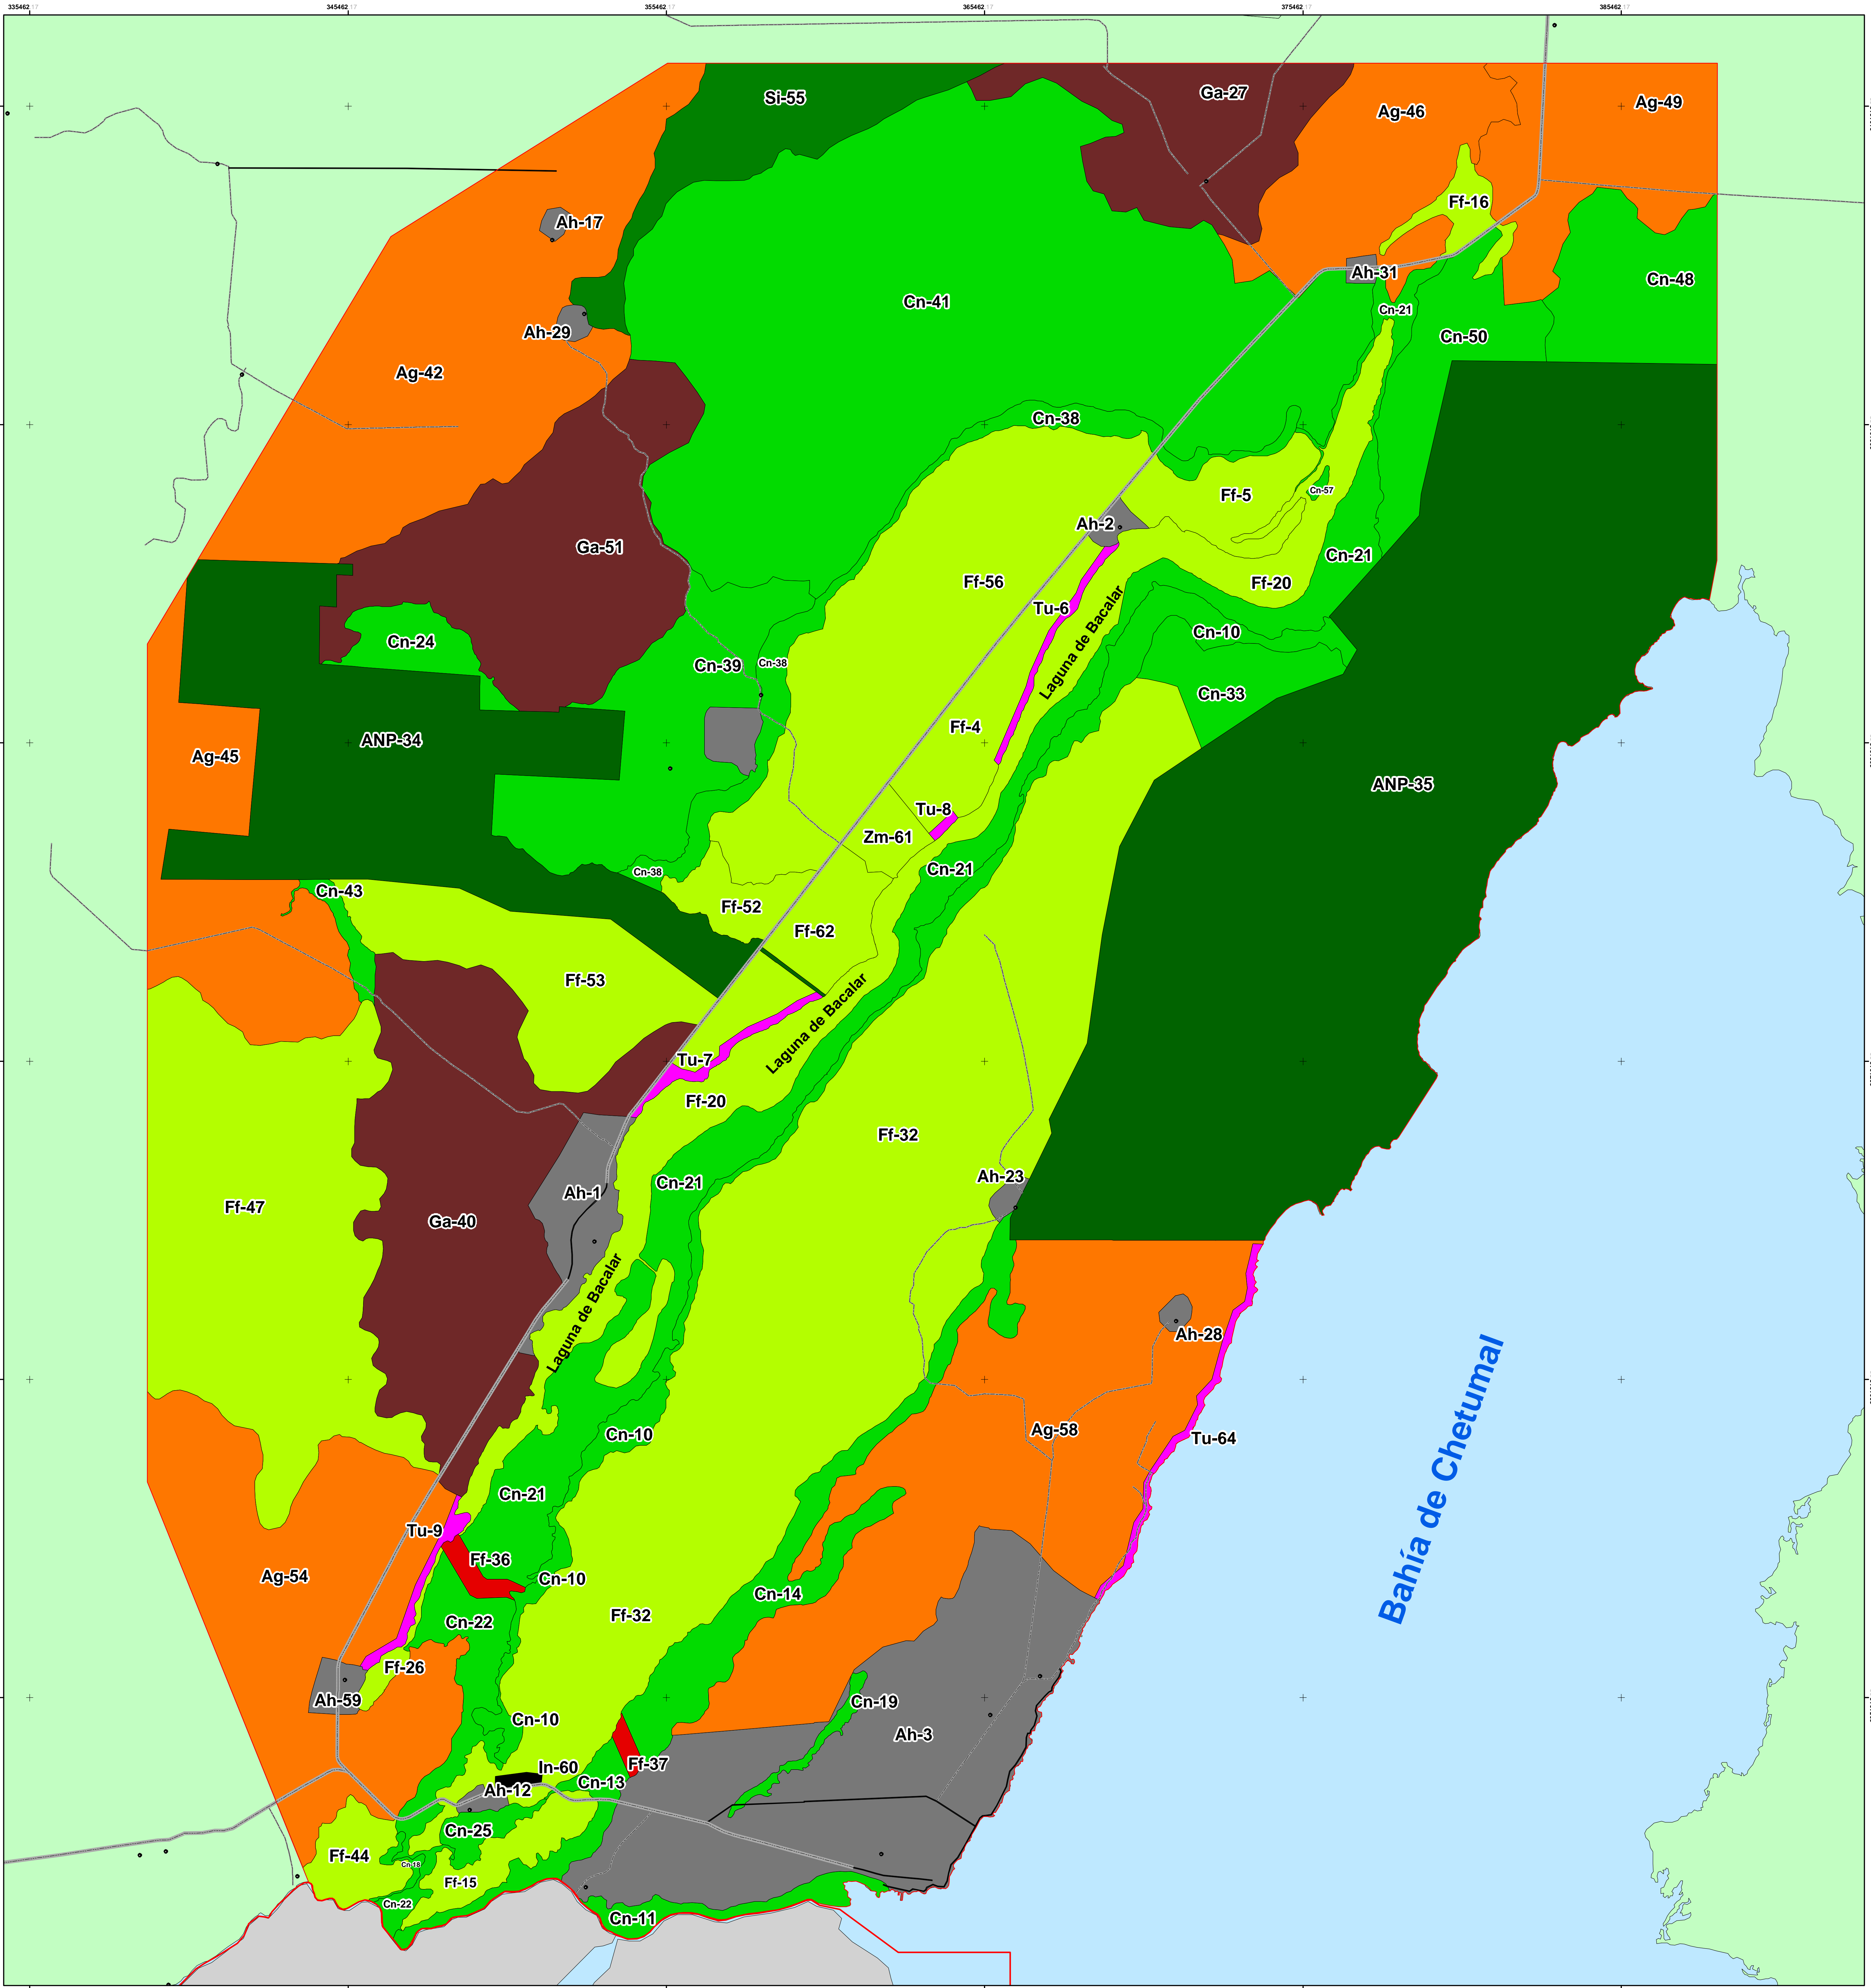 335462.17 345462.17 355462.17 365462.17 375462.17 385462.17
Si-55
Ga-27
Ag-46
Ag-49
Ah-17
Ff-16
Cn-41
Ah-31
Cn-48
Cn-21
Ah-29
Cn-50
Ag-42
Cn-38
Ff-5
Cn-57
Ah-2
Ga-51
Cn-21
Ff-56
Ff-20
Tu-6
Laguna de Bacalar
Cn-10
Cn-24
Cn-39
Cn-38
Cn-33
Ff-4
ANP-34
Ag-45
ANP-35
Tu-8
Zm-61
Cn-21
Cn-38
Cn-43
Ff-52
Ff-62
Ff-53
Laguna de Bacalar
Tu-7
Ff-20
Ff-32
Ah-23
Cn-21
Ah-1
Ff-47
Ga-40
Laguna de Bacalar
Ah-28
Ag-58
Tu-64
Cn-10
Bahía de Chetumal
Cn-21
Tu-9
Ff-36
Ag-54
Cn-10
Cn-14
Ff-32
Cn-22
Ff-26
Ah-59
Cn-19
Cn-10
Ah-3
Ff-37
In-60
Cn-13
Ah-12
Cn-25
Ff-44
Cn-18
Ff-15
Cn-22
Cn-11